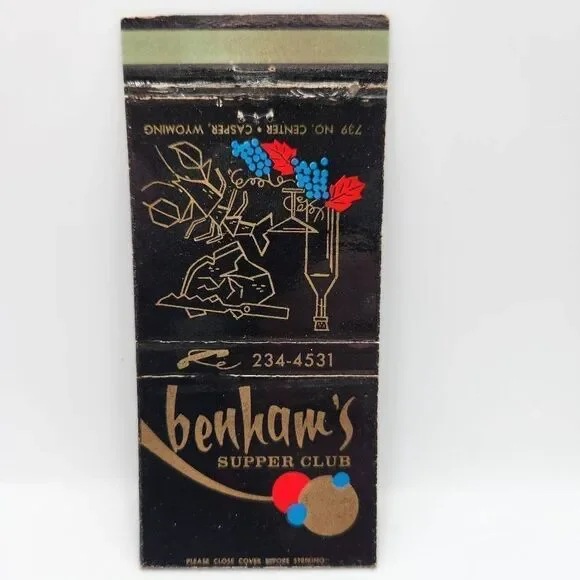 739 NO. CENTER • CASPER, WYOMING
234-4531
benham's
SUPPER CLUB
PLEASE CLOSE COVER BEFORE STRIKING